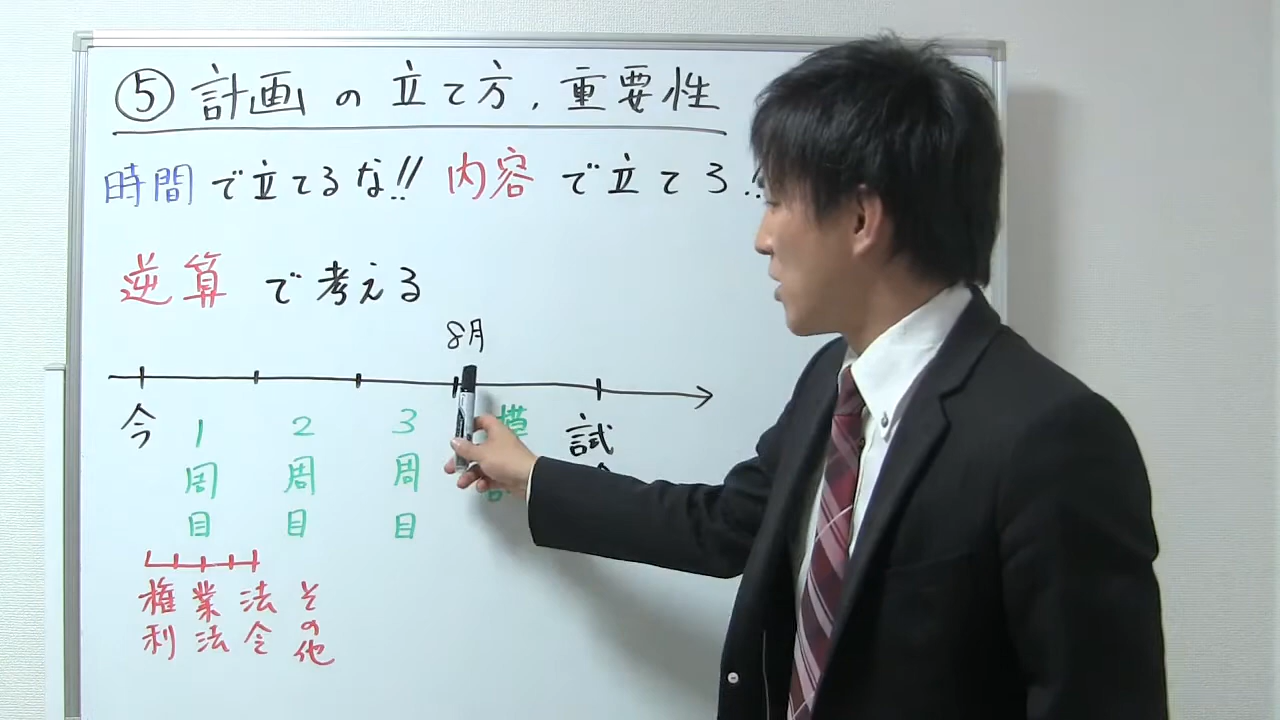 ⑤計画の立て方,重要性
時間で立てるな!! 内容で立てろ!
逆算で考える
8月
今
1周目
2周目
3周目
模
試
権利
業法
法令
その他